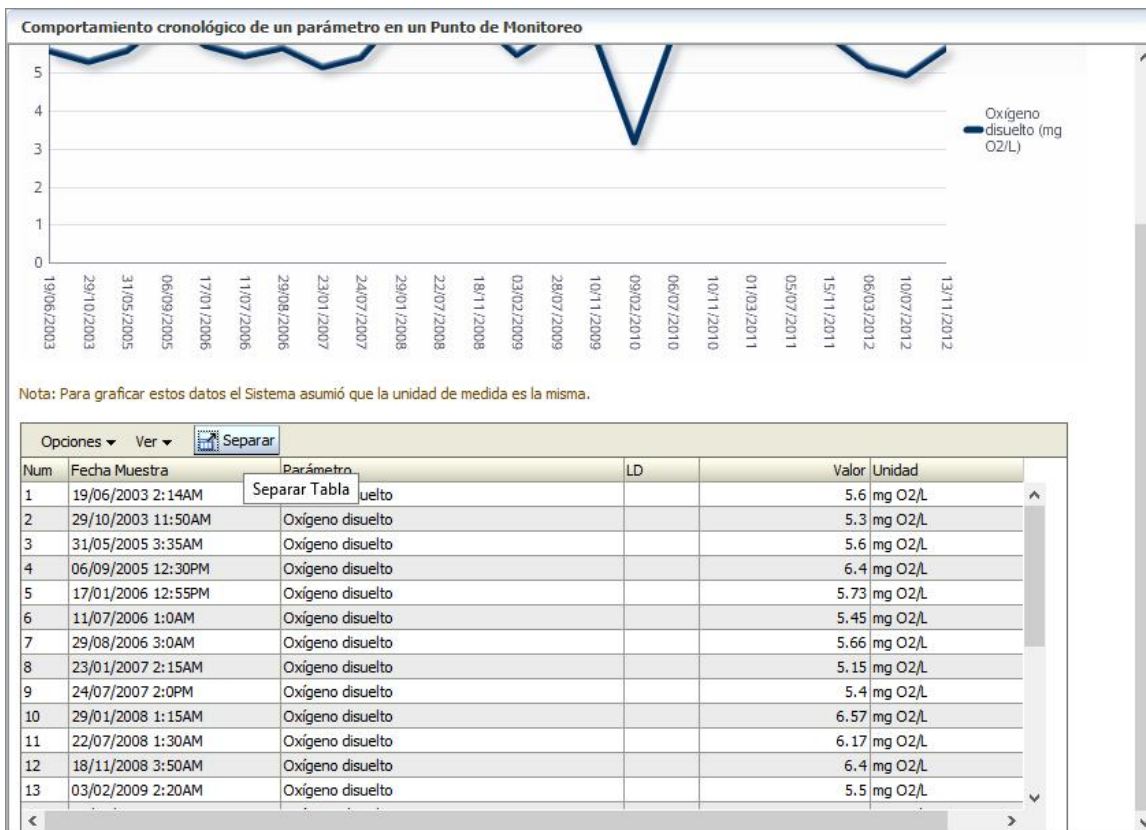 Comportamiento cronológico de un parámetro en un Punto de Monitoreo
5
4
3
2
1
0
Oxígeno
disuelto (mg
O2/L)
19/06/2003
29/10/2003
31/05/2005
06/09/2005
17/01/2006
11/07/2006
29/08/2006
23/01/2007
24/07/2007
29/01/2008
22/07/2008
18/11/2008
03/02/2009
28/07/2009
10/11/2009
09/02/2010
06/07/2010
10/11/2010
01/03/2011
05/07/2011
15/11/2011
06/03/2012
10/07/2012
13/11/2012
Nota: Para graficar estos datos el Sistema asumió que la unidad de medida es la misma.
Opciones Ver Separar
Num Fecha Muestra Parámetro LD Valor Unidad
Separar Tabla
1 19/06/2003 2:14AM uelto 5.6 mg O2/L
2 29/10/2003 11:50AM Oxígeno disuelto 5.3 mg O2/L
3 31/05/2005 3:35AM Oxígeno disuelto 5.6 mg O2/L
4 06/09/2005 12:30PM Oxígeno disuelto 6.4 mg O2/L
5 17/01/2006 12:55PM Oxígeno disuelto 5.73 mg O2/L
6 11/07/2006 1:0AM Oxígeno disuelto 5.45 mg O2/L
7 29/08/2006 3:0AM Oxígeno disuelto 5.66 mg O2/L
8 23/01/2007 2:15AM Oxígeno disuelto 5.15 mg O2/L
9 24/07/2007 2:0PM Oxígeno disuelto 5.4 mg O2/L
10 29/01/2008 1:15AM Oxígeno disuelto 6.57 mg O2/L
11 22/07/2008 1:30AM Oxígeno disuelto 6.17 mg O2/L
12 18/11/2008 3:50AM Oxígeno disuelto 6.4 mg O2/L
13 03/02/2009 2:20AM Oxígeno disuelto 5.5 mg O2/L